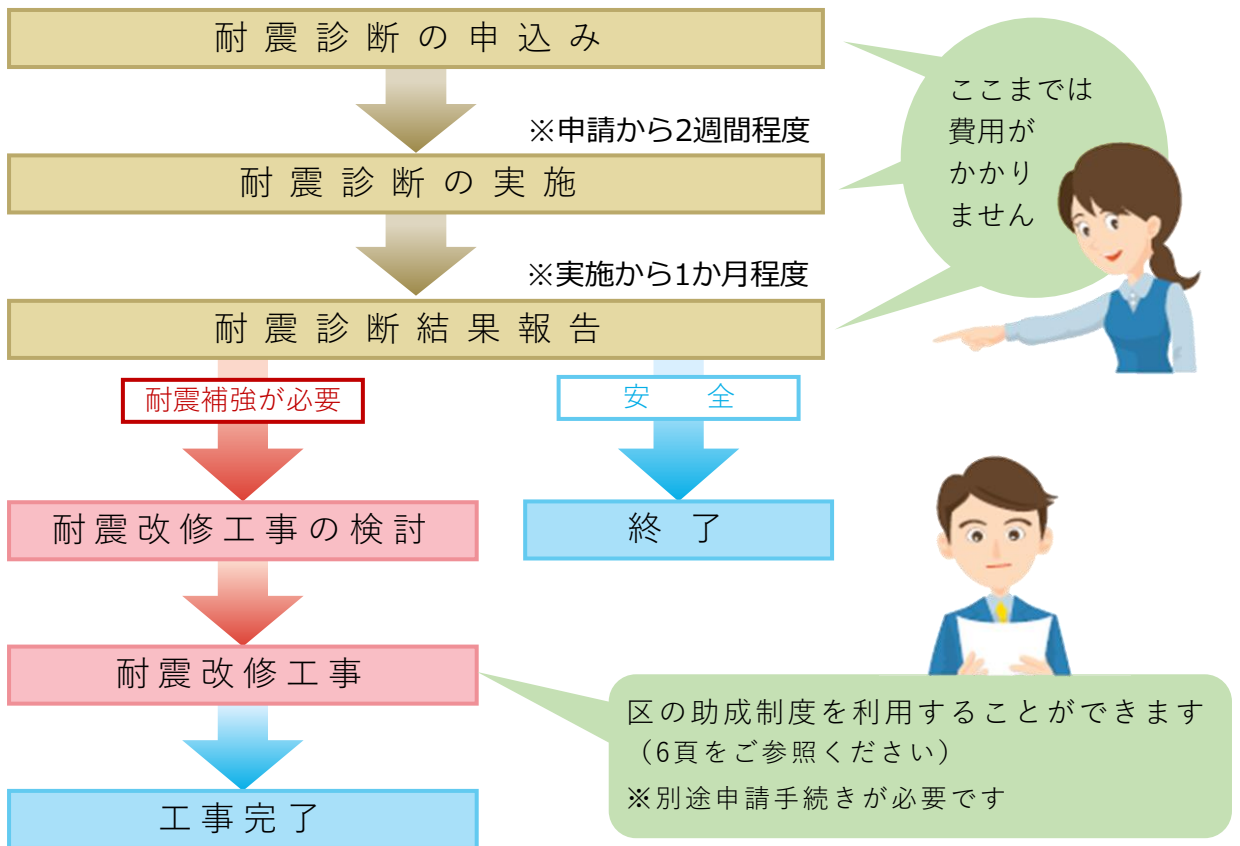 耐震診断の申込み
ここまでは
費用が
かかり
ません
※申請から2週間程度
耐震診断の実施
※実施から1か月程度
耐震診断結果報告
耐震補強が必要
安　全
耐震改修工事の検討
終了
耐震改修工事
区の助成制度を利用することができます
（6頁をご参照ください）
※別途申請手続きが必要です
工事完了